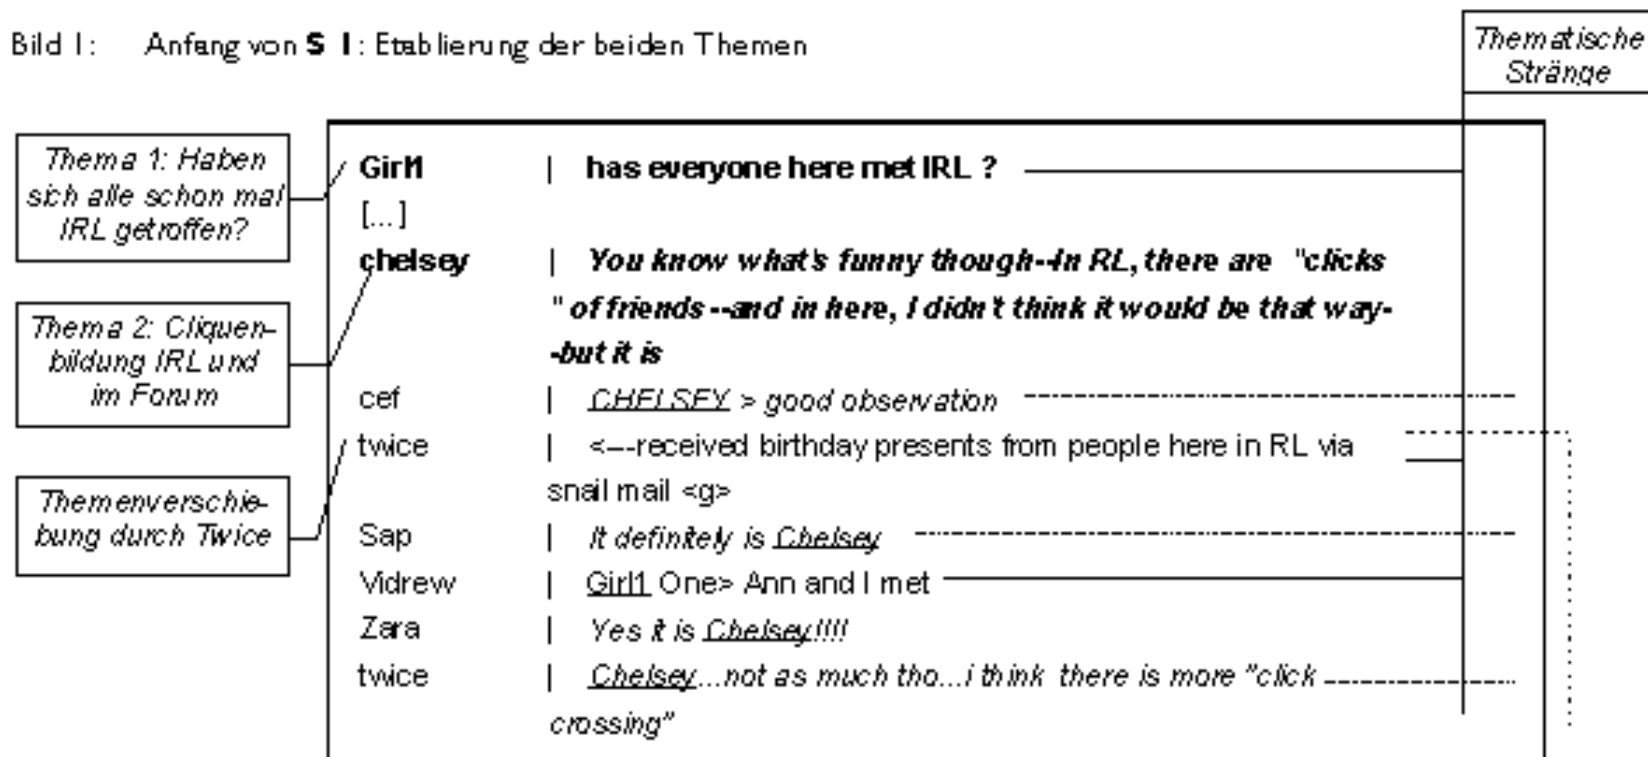 Bild 1: Anfang von S 1: Etablierung der beiden Themen
Thematische
Stränge
Thema 1: Haben
sich alle schon mal
IRL getroffen?
Girl1 | has everyone here met IRL ?
[...]
chelsey | You know what's funny though--In RL, there are "clicks
" of friends --and in here, I didn't think it would be that way-
-but it is
Thema 2: Cliquen-
bildung IRL und
im Forum
cef | CHELSEY > good observation
twice | <---received birthday presents from people here in RL via
snail mail <g>
Themenverschie-
bung durch Twice
Sap | It definitely is Chelsey
Vidrew | Girl1 One> Ann and I met
Zara | Yes it is Chelsey!!!!
twice | Chelsey...not as much tho...i think there is more "click
crossing"